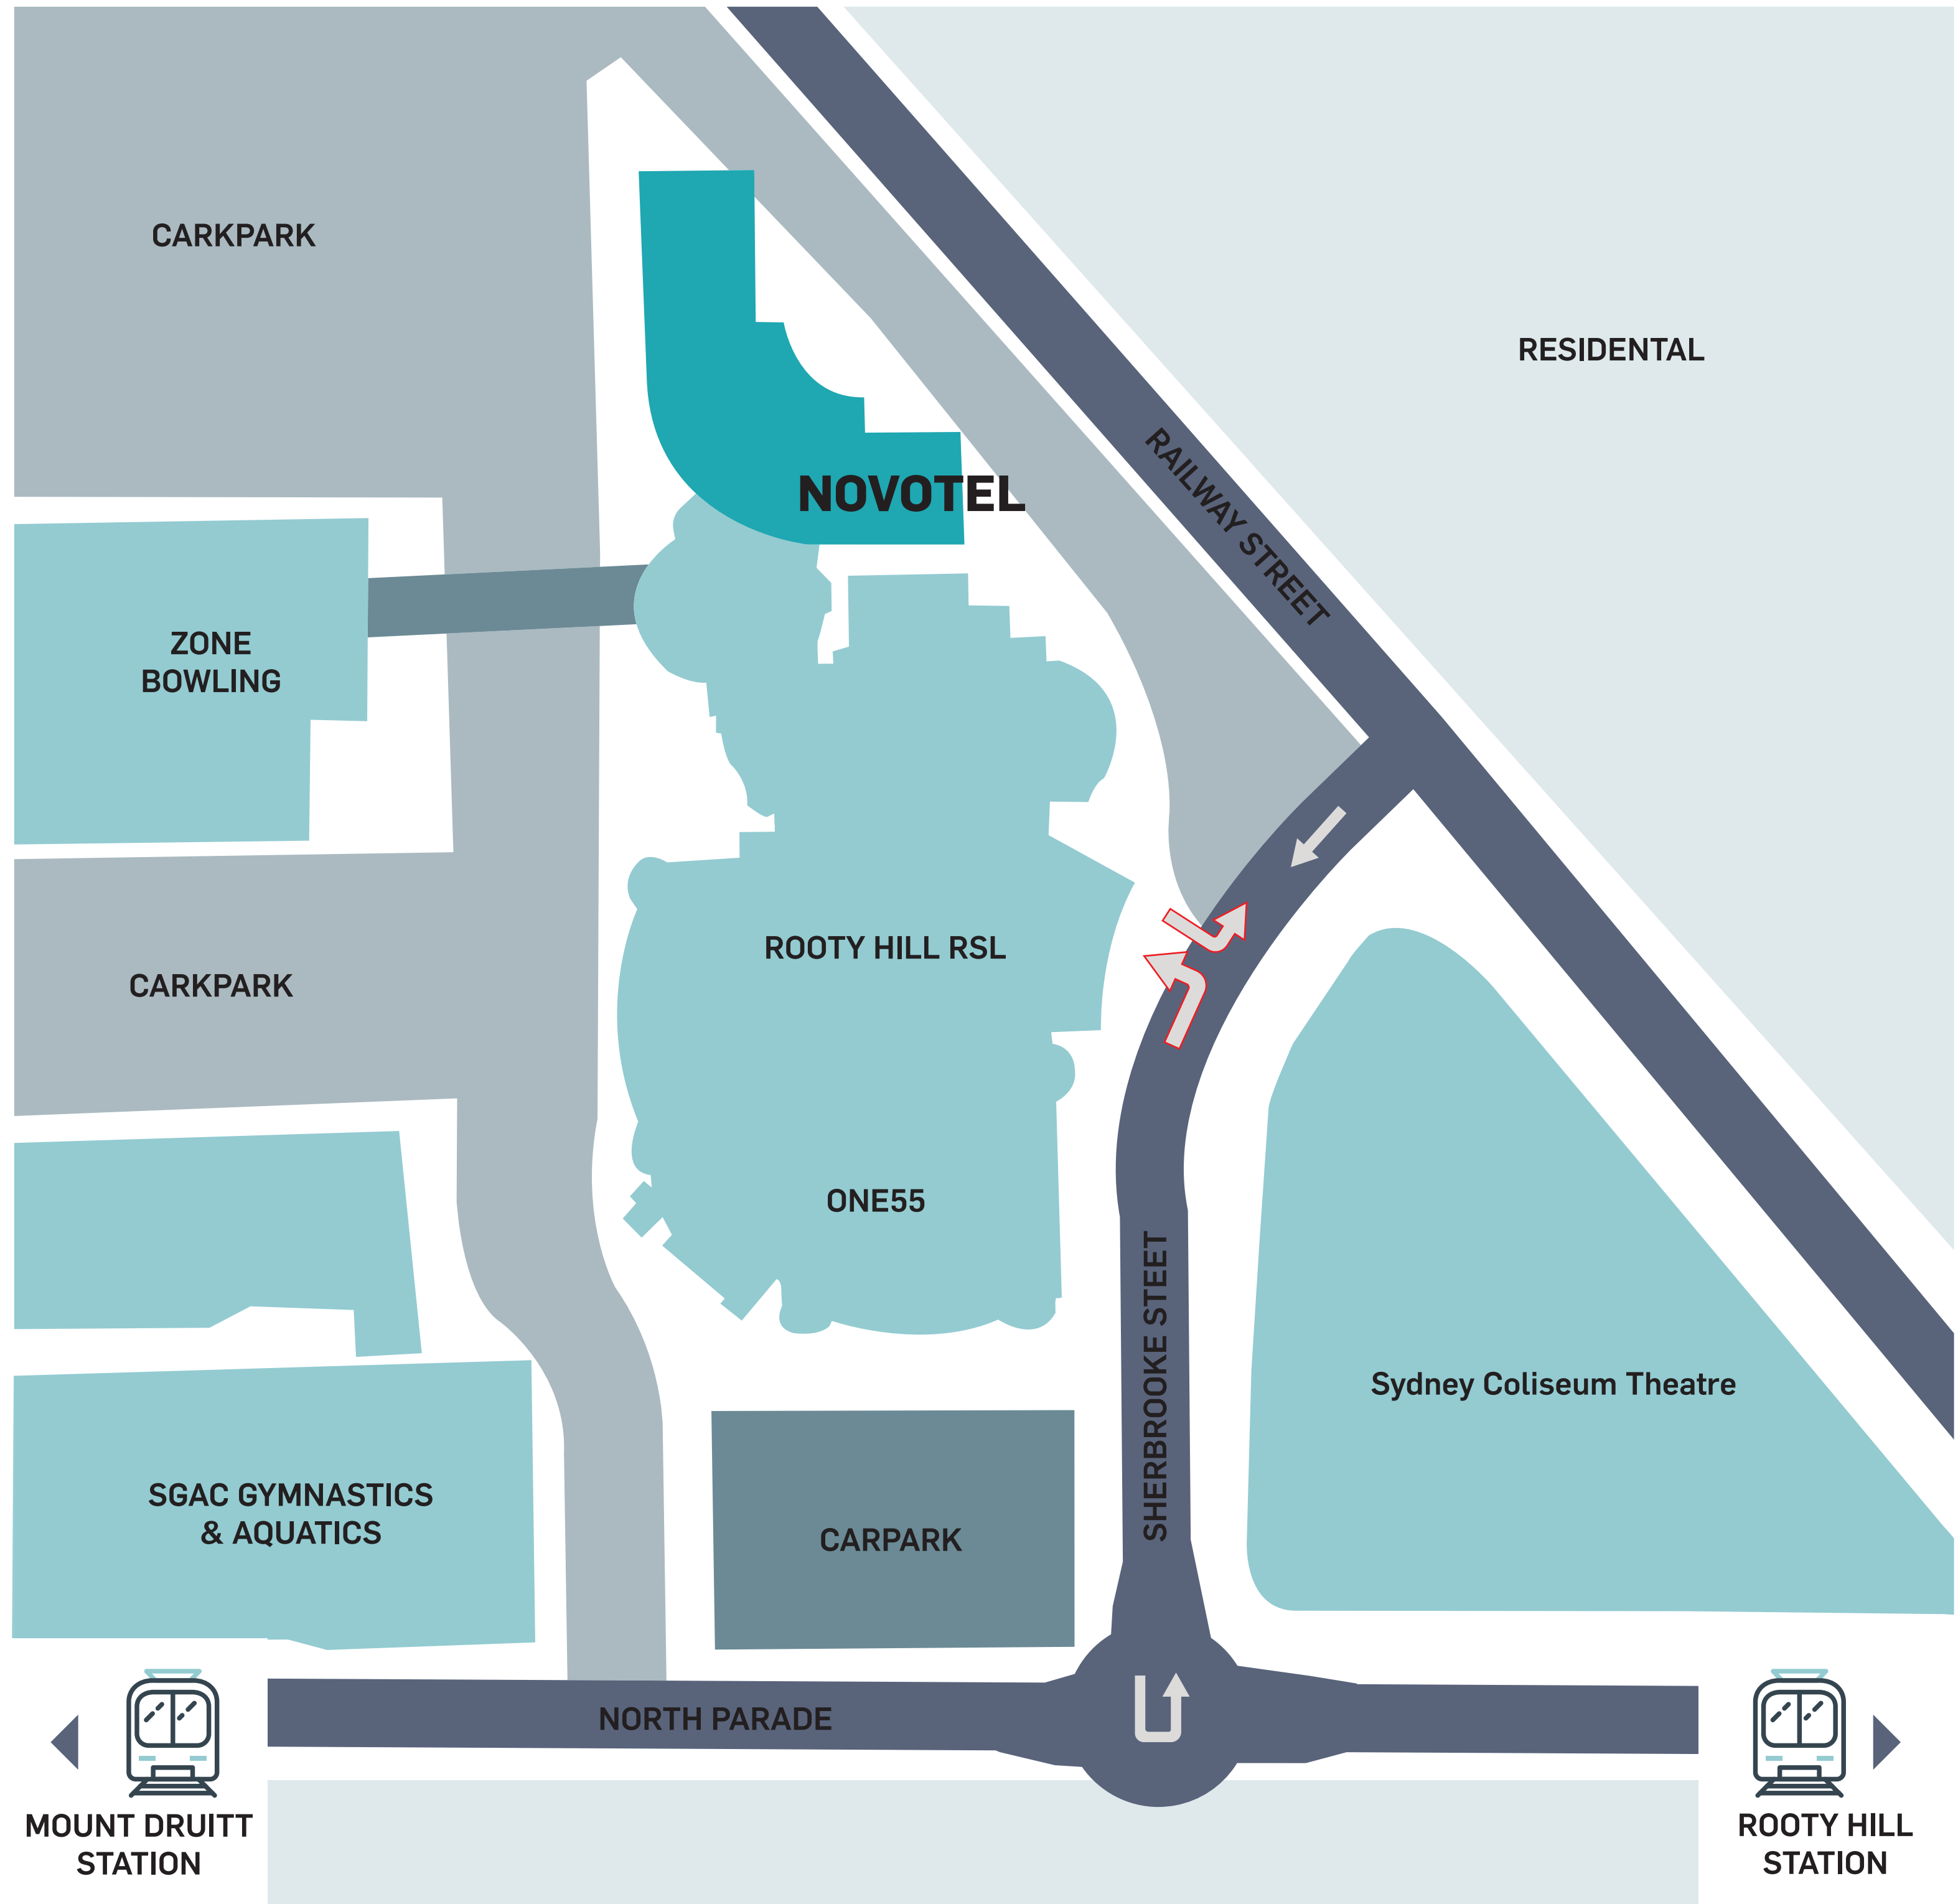 CARKPARK
RESIDENTAL
NOVOTEL
RAILWAY STREET
ZONE
BOWLING
ROOTY HILL RSL
CARKPARK
ONE55
SHERBROOKE STEET
Sydney Coliseum Theatre
SGAC GYMNASTICS
& AQUATICS
CARPARK
NORTH PARADE
MOUNT DRUITT
STATION
ROOTY HILL
STATION